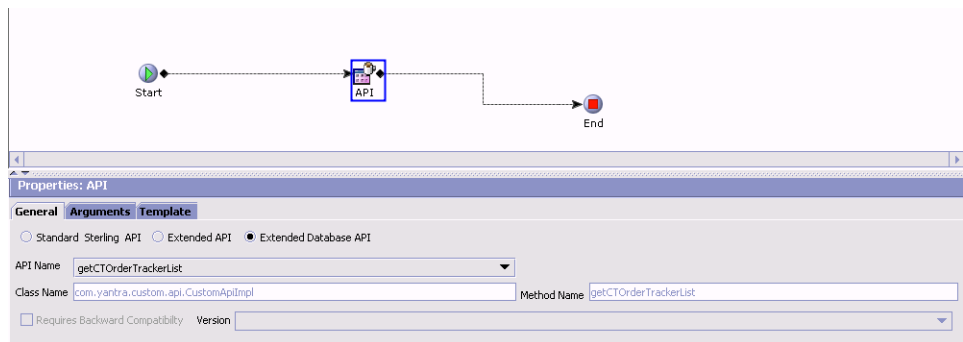 Start
API
End
Properties: API
General Arguments Template
Standard Sterling API Extended API Extended Database API
API Name getCTOrderTrackerList
Class Name com.yantra.custom.api.CustomApiImpl Method Name getCTOrderTrackerList
Requires Backward Compatibilty Version